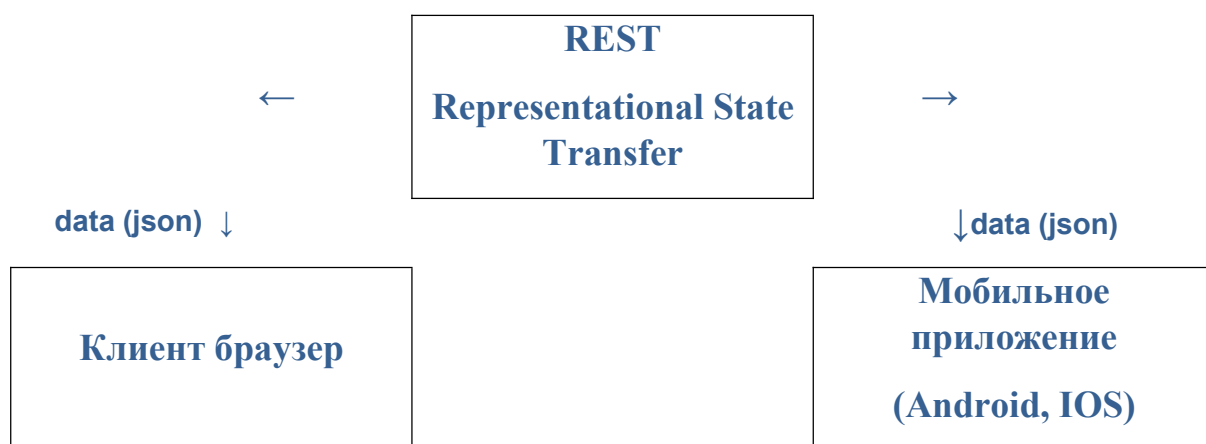 REST
Representational State
Transfer
← →
data (json) ↓
↓data (json)
Клиент браузер
Мобильное
приложение
(Android, IOS)